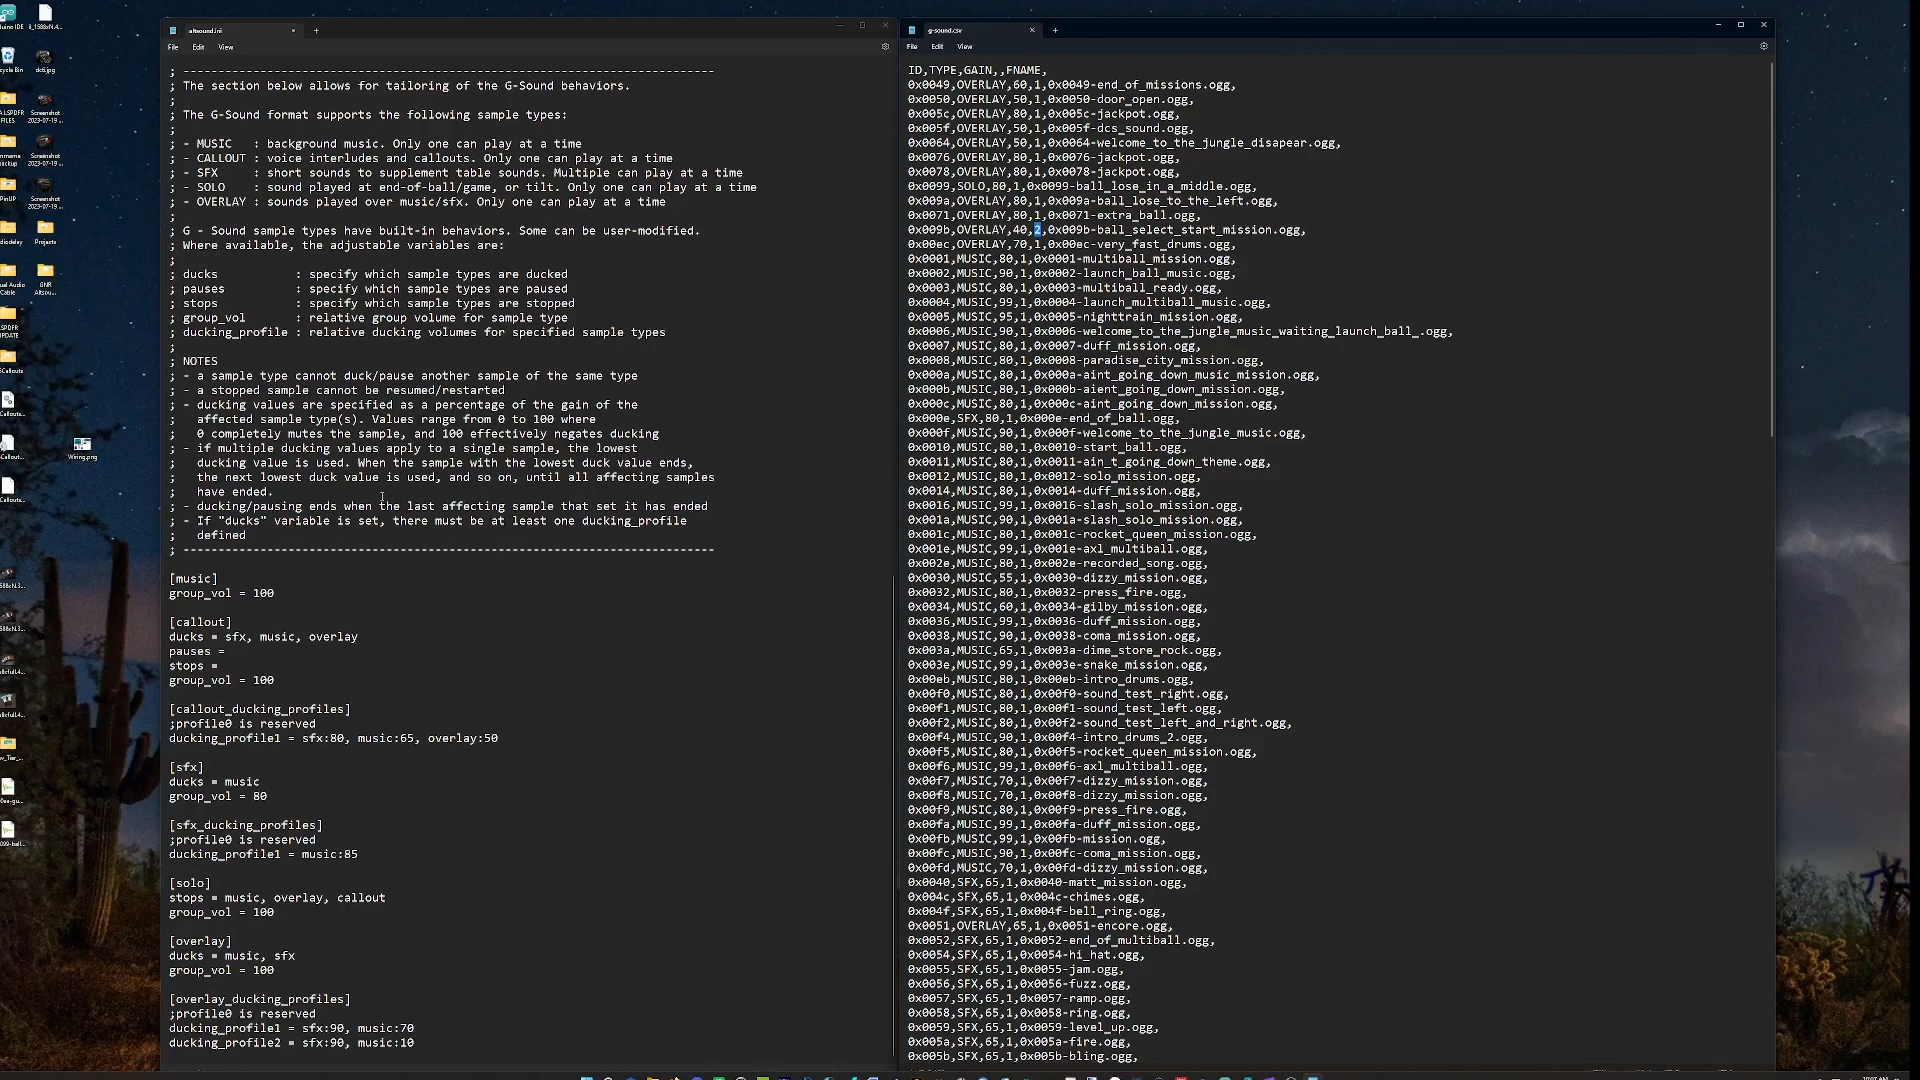 altsound.ini
File Edit View
; ----------------------------------------------------------------------------
; The section below allows for tailoring of the G-Sound behaviors.
;
; The G-Sound format supports the following sample types:
;
; - MUSIC   : background music. Only one can play at a time
; - CALLOUT : voice interludes and callouts. Only one can play at a time
; - SFX     : short sounds to supplement table sounds. Multiple can play at a time
; - SOLO    : sound played at end-of-ball/game, or tilt. Only one can play at a time
; - OVERLAY : sounds played over music/sfx. Only one can play at a time
;
; G - Sound sample types have built-in behaviors. Some can be user-modified.
; Where available, the adjustable variables are:
;
; ducks           : specify which sample types are ducked
; pauses          : specify which sample types are paused
; stops           : specify which sample types are stopped
; group_vol       : relative group volume for sample type
; ducking_profile : relative ducking volumes for specified sample types
;
; NOTES
; - a sample type cannot duck/pause another sample of the same type
; - a stopped sample cannot be resumed/restarted
; - ducking values are specified as a percentage of the gain of the
;   affected sample type(s). Values range from 0 to 100 where
;   0 completely mutes the sample, and 100 effectively negates ducking
; - if multiple ducking values apply to a single sample, the lowest
;   ducking value is used. When the sample with the lowest duck value ends,
;   the next lowest duck value is used, and so on, until all affecting samples
;   have ended.
; - ducking/pausing ends when the last affecting sample that set it has ended
; - If "ducks" variable is set, there must be at least one ducking_profile
;   defined
; ----------------------------------------------------------------------------
[music]
group_vol = 100
[callout]
ducks = sfx, music, overlay
pauses =
stops =
group_vol = 100
[callout_ducking_profiles]
;profile0 is reserved
ducking_profile1 = sfx:80, music:65, overlay:50
[sfx]
ducks = music
group_vol = 80
[sfx_ducking_profiles]
;profile0 is reserved
ducking_profile1 = music:85
[solo]
stops = music, overlay, callout
group_vol = 100
[overlay]
ducks = music, sfx
group_vol = 100
[overlay_ducking_profiles]
;profile0 is reserved
ducking_profile1 = sfx:90, music:70
ducking_profile2 = sfx:90, music:10
g-sound.csv
File Edit View
ID,TYPE,GAIN,,FNAME,
0x0049,OVERLAY,60,1,0x0049-end_of_missions.ogg,
0x0050,OVERLAY,50,1,0x0050-door_open.ogg,
0x005c,OVERLAY,80,1,0x005c-jackpot.ogg,
0x005f,OVERLAY,50,1,0x005f-dcs_sound.ogg,
0x0064,OVERLAY,50,1,0x0064-welcome_to_the_jungle_disapear.ogg,
0x0076,OVERLAY,80,1,0x0076-jackpot.ogg,
0x0078,OVERLAY,80,1,0x0078-jackpot.ogg,
0x0099,SOLO,80,1,0x0099-ball_lose_in_a_middle.ogg,
0x009a,OVERLAY,80,1,0x009a-ball_lose_to_the_left.ogg,
0x0071,OVERLAY,80,1,0x0071-extra_ball.ogg,
0x009b,OVERLAY,40,2,0x009b-ball_select_start_mission.ogg,
0x00ec,OVERLAY,70,1,0x00ec-very_fast_drums.ogg,
0x0001,MUSIC,80,1,0x0001-multiball_mission.ogg,
0x0002,MUSIC,90,1,0x0002-launch_ball_music.ogg,
0x0003,MUSIC,80,1,0x0003-multiball_ready.ogg,
0x0004,MUSIC,99,1,0x0004-launch_multiball_music.ogg,
0x0005,MUSIC,95,1,0x0005-nighttrain_mission.ogg,
0x0006,MUSIC,90,1,0x0006-welcome_to_the_jungle_music_waiting_launch_ball_.ogg,
0x0007,MUSIC,80,1,0x0007-duff_mission.ogg,
0x0008,MUSIC,80,1,0x0008-paradise_city_mission.ogg,
0x000a,MUSIC,80,1,0x000a-aint_going_down_music_mission.ogg,
0x000b,MUSIC,80,1,0x000b-aient_going_down_mission.ogg,
0x000c,MUSIC,80,1,0x000c-aint_going_down_mission.ogg,
0x000e,SFX,80,1,0x000e-end_of_ball.ogg,
0x000f,MUSIC,90,1,0x000f-welcome_to_the_jungle_music.ogg,
0x0010,MUSIC,80,1,0x0010-start_ball.ogg,
0x0011,MUSIC,80,1,0x0011-ain_t_going_down_theme.ogg,
0x0012,MUSIC,80,1,0x0012-solo_mission.ogg,
0x0014,MUSIC,80,1,0x0014-duff_mission.ogg,
0x0016,MUSIC,99,1,0x0016-slash_solo_mission.ogg,
0x001a,MUSIC,90,1,0x001a-slash_solo_mission.ogg,
0x001c,MUSIC,80,1,0x001c-rocket_queen_mission.ogg,
0x001e,MUSIC,99,1,0x001e-axl_multiball.ogg,
0x002e,MUSIC,80,1,0x002e-recorded_song.ogg,
0x0030,MUSIC,55,1,0x0030-dizzy_mission.ogg,
0x0032,MUSIC,80,1,0x0032-press_fire.ogg,
0x0034,MUSIC,60,1,0x0034-gilby_mission.ogg,
0x0036,MUSIC,99,1,0x0036-duff_mission.ogg,
0x0038,MUSIC,90,1,0x0038-coma_mission.ogg,
0x003a,MUSIC,65,1,0x003a-dime_store_rock.ogg,
0x003e,MUSIC,99,1,0x003e-snake_mission.ogg,
0x00eb,MUSIC,80,1,0x00eb-intro_drums.ogg,
0x00f0,MUSIC,80,1,0x00f0-sound_test_right.ogg,
0x00f1,MUSIC,80,1,0x00f1-sound_test_left.ogg,
0x00f2,MUSIC,80,1,0x00f2-sound_test_left_and_right.ogg,
0x00f4,MUSIC,90,1,0x00f4-intro_drums_2.ogg,
0x00f5,MUSIC,80,1,0x00f5-rocket_queen_mission.ogg,
0x00f6,MUSIC,99,1,0x00f6-axl_multiball.ogg,
0x00f7,MUSIC,70,1,0x00f7-dizzy_mission.ogg,
0x00f8,MUSIC,70,1,0x00f8-dizzy_mission.ogg,
0x00f9,MUSIC,80,1,0x00f9-press_fire.ogg,
0x00fa,MUSIC,99,1,0x00fa-duff_mission.ogg,
0x00fb,MUSIC,99,1,0x00fb-mission.ogg,
0x00fc,MUSIC,90,1,0x00fc-coma_mission.ogg,
0x00fd,MUSIC,70,1,0x00fd-dizzy_mission.ogg,
0x0040,SFX,65,1,0x0040-matt_mission.ogg,
0x004c,SFX,65,1,0x004c-chimes.ogg,
0x004f,SFX,65,1,0x004f-bell_ring.ogg,
0x0051,OVERLAY,65,1,0x0051-encore.ogg,
0x0052,SFX,65,1,0x0052-end_of_multiball.ogg,
0x0054,SFX,65,1,0x0054-hi_hat.ogg,
0x0055,SFX,65,1,0x0055-jam.ogg,
0x0056,SFX,65,1,0x0056-fuzz.ogg,
0x0057,SFX,65,1,0x0057-ramp.ogg,
0x0058,SFX,65,1,0x0058-ring.ogg,
0x0059,SFX,65,1,0x0059-level_up.ogg,
0x005a,SFX,65,1,0x005a-fire.ogg,
0x005b,SFX,65,1,0x005b-bling.ogg,
dc6.jpg
Screenshot
2023-07-19
Screenshot
2023-07-19
Screenshot
2023-07-19
Projects
GNR
Altsou...
Wiring.png